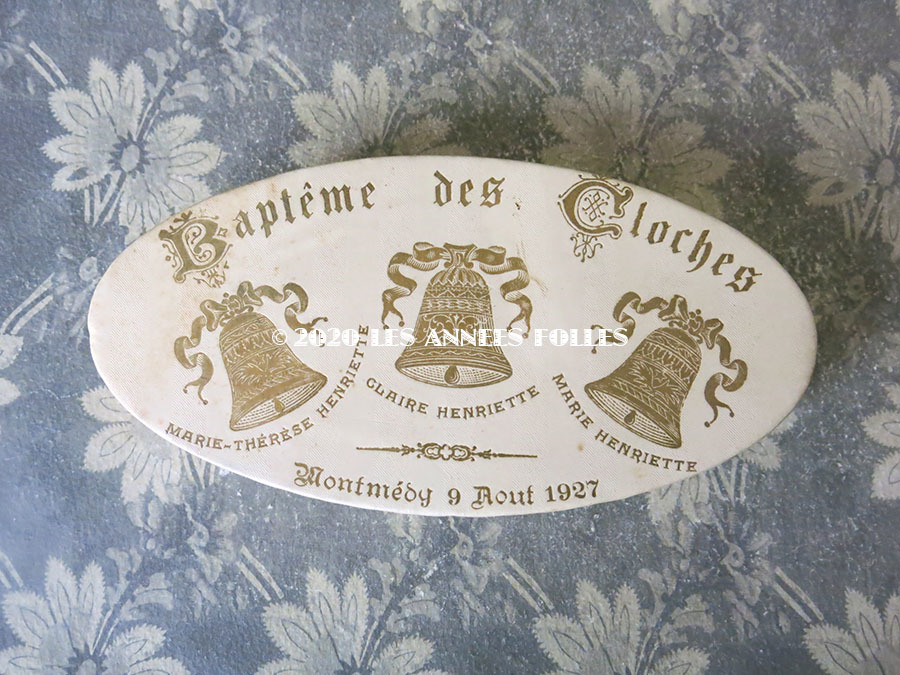 Baptême des Cloches
© 2020 LES ANNEES FOLLES
MARIE-THÉRÈSE HENRIETTE
CLAIRE HENRIETTE
MARIE HENRIETTE
Montmédy 9 Aout 1927